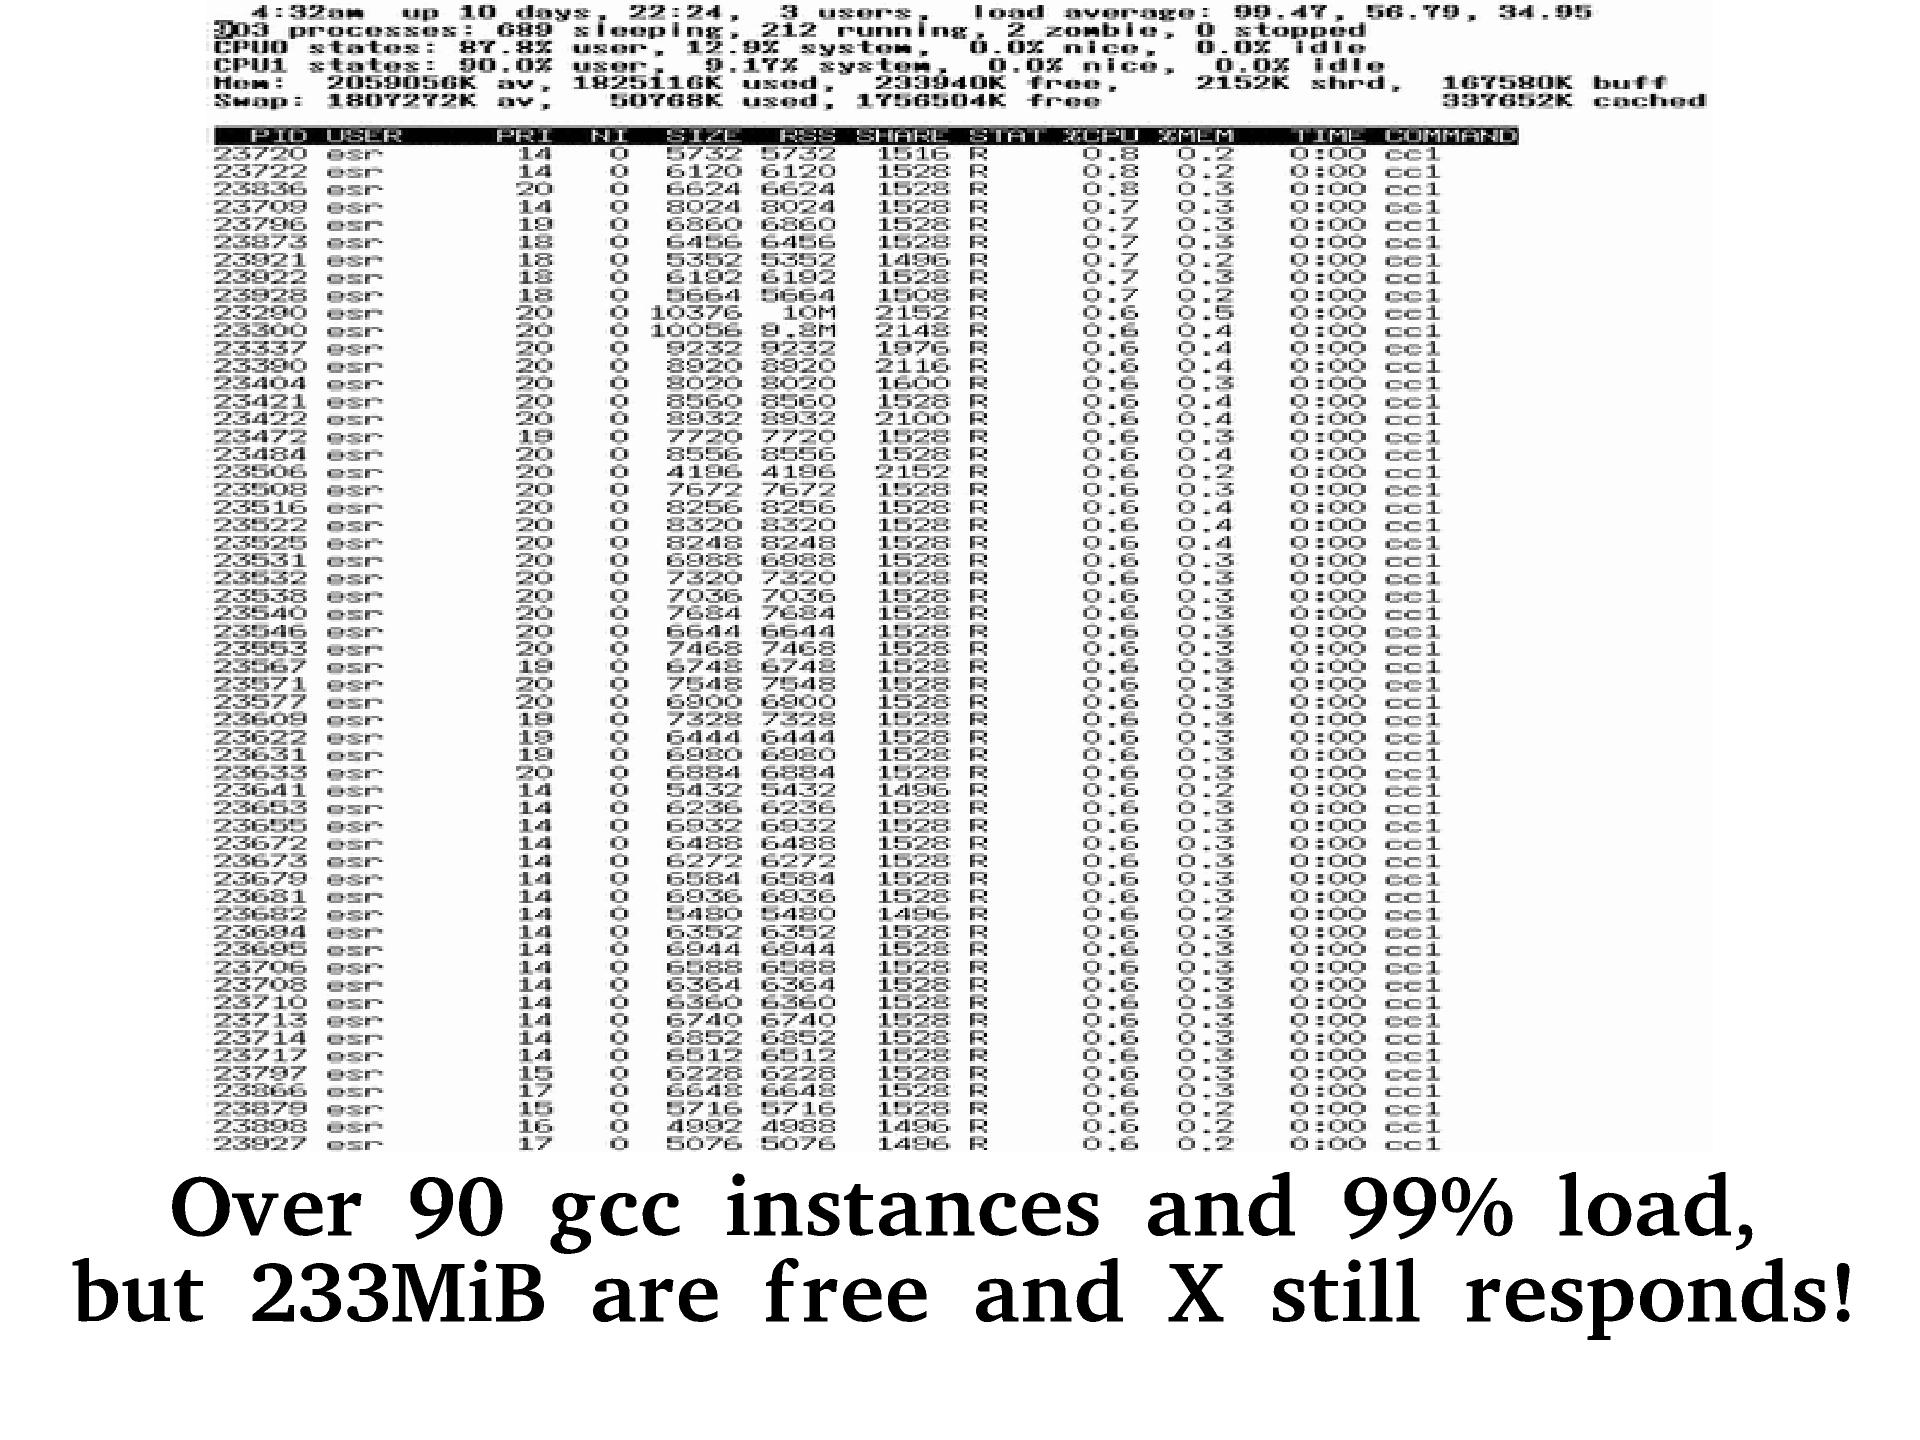 4:32am up 10 days, 22:24, 3 users, load average: 99.47, 56.79, 34.95
903 processes: 689 sleeping, 212 running, 2 zombie, 0 stopped
CPU0 states: 87.8% user, 12.9% system, 0.0% nice, 0.0% idle
CPU1 states: 90.0% user, 9.17% system, 0.0% nice, 0.0% idle
Mem: 2059056K av, 1825116K used, 233940K free, 2152K shrd, 167580K buff
Swap: 1807272K av, 50768K used, 1756504K free 337652K cached
PID USER PRI NI SIZE RSS SHARE STAT %CPU %MEM TIME COMMAND
23720 esr 14 0 5732 5732 1516 R 0.8 0.2 0:00 cc1
23722 esr 14 0 6120 6120 1528 R 0.8 0.2 0:00 cc1
23836 esr 20 0 6624 6624 1528 R 0.8 0.3 0:00 cc1
23709 esr 14 0 8024 8024 1528 R 0.7 0.3 0:00 cc1
23796 esr 19 0 6860 6860 1528 R 0.7 0.3 0:00 cc1
23873 esr 18 0 6456 6456 1528 R 0.7 0.3 0:00 cc1
23921 esr 18 0 5352 5352 1496 R 0.7 0.2 0:00 cc1
23922 esr 18 0 6192 6192 1528 R 0.7 0.3 0:00 cc1
23928 esr 18 0 5664 5664 1508 R 0.7 0.2 0:00 cc1
23290 esr 20 0 10376 10M 2152 R 0.6 0.5 0:00 cc1
23300 esr 20 0 10056 9.8M 2148 R 0.6 0.4 0:00 cc1
23337 esr 20 0 9232 9232 1976 R 0.6 0.4 0:00 cc1
23390 esr 20 0 8920 8920 2116 R 0.6 0.4 0:00 cc1
23404 esr 20 0 8020 8020 1600 R 0.6 0.3 0:00 cc1
23421 esr 20 0 8560 8560 1528 R 0.6 0.4 0:00 cc1
23422 esr 20 0 8932 8932 2100 R 0.6 0.4 0:00 cc1
23472 esr 19 0 7720 7720 1528 R 0.6 0.3 0:00 cc1
23484 esr 20 0 8556 8556 1528 R 0.6 0.4 0:00 cc1
23506 esr 20 0 4196 4196 2152 R 0.6 0.2 0:00 cc1
23508 esr 20 0 7672 7672 1528 R 0.6 0.3 0:00 cc1
23516 esr 20 0 8256 8256 1528 R 0.6 0.4 0:00 cc1
23522 esr 20 0 8320 8320 1528 R 0.6 0.4 0:00 cc1
23525 esr 20 0 8248 8248 1528 R 0.6 0.4 0:00 cc1
23531 esr 20 0 6988 6988 1528 R 0.6 0.3 0:00 cc1
23532 esr 20 0 7320 7320 1528 R 0.6 0.3 0:00 cc1
23538 esr 20 0 7036 7036 1528 R 0.6 0.3 0:00 cc1
23540 esr 20 0 7684 7684 1528 R 0.6 0.3 0:00 cc1
23546 esr 20 0 6644 6644 1528 R 0.6 0.3 0:00 cc1
23553 esr 20 0 7468 7468 1528 R 0.6 0.3 0:00 cc1
23567 esr 19 0 6748 6748 1528 R 0.6 0.3 0:00 cc1
23571 esr 20 0 7548 7548 1528 R 0.6 0.3 0:00 cc1
23577 esr 20 0 6900 6900 1528 R 0.6 0.3 0:00 cc1
23609 esr 19 0 7328 7328 1528 R 0.6 0.3 0:00 cc1
23622 esr 19 0 6444 6444 1528 R 0.6 0.3 0:00 cc1
23631 esr 19 0 6980 6980 1528 R 0.6 0.3 0:00 cc1
23633 esr 20 0 6884 6884 1528 R 0.6 0.3 0:00 cc1
23641 esr 14 0 5432 5432 1496 R 0.6 0.2 0:00 cc1
23653 esr 14 0 6236 6236 1528 R 0.6 0.3 0:00 cc1
23655 esr 14 0 6932 6932 1528 R 0.6 0.3 0:00 cc1
23672 esr 14 0 6488 6488 1528 R 0.6 0.3 0:00 cc1
23673 esr 14 0 6272 6272 1528 R 0.6 0.3 0:00 cc1
23679 esr 14 0 6584 6584 1528 R 0.6 0.3 0:00 cc1
23681 esr 14 0 6936 6936 1528 R 0.6 0.3 0:00 cc1
23682 esr 14 0 5480 5480 1496 R 0.6 0.2 0:00 cc1
23694 esr 14 0 6352 6352 1528 R 0.6 0.3 0:00 cc1
23695 esr 14 0 6944 6944 1528 R 0.6 0.3 0:00 cc1
23706 esr 14 0 6588 6588 1528 R 0.6 0.3 0:00 cc1
23708 esr 14 0 6364 6364 1528 R 0.6 0.3 0:00 cc1
23710 esr 14 0 6360 6360 1528 R 0.6 0.3 0:00 cc1
23713 esr 14 0 6740 6740 1528 R 0.6 0.3 0:00 cc1
23714 esr 14 0 6852 6852 1528 R 0.6 0.3 0:00 cc1
23717 esr 14 0 6512 6512 1528 R 0.6 0.3 0:00 cc1
23797 esr 15 0 6228 6228 1528 R 0.6 0.3 0:00 cc1
23866 esr 17 0 6648 6648 1528 R 0.6 0.3 0:00 cc1
23879 esr 15 0 5716 5716 1528 R 0.6 0.2 0:00 cc1
23898 esr 16 0 4992 4988 1496 R 0.6 0.2 0:00 cc1
23927 esr 17 0 5076 5076 1496 R 0.6 0.2 0:00 cc1
Over 90 gcc instances and 99% load,
but 233MiB are free and X still responds!